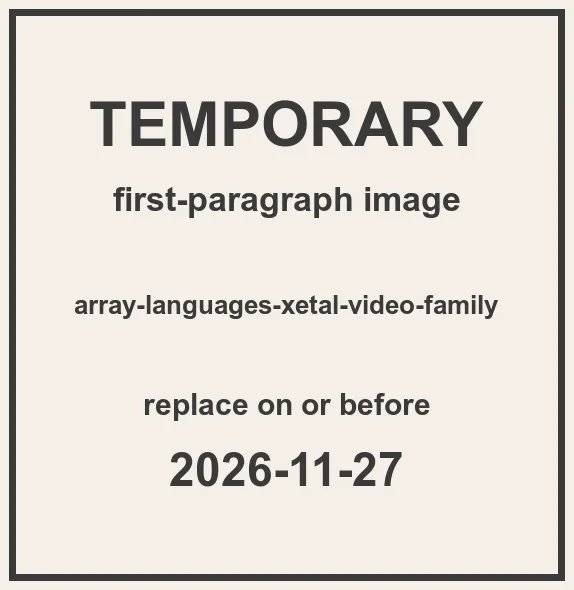 TEMPORARY
first-paragraph image
array-languages-xetal-video-family
replace on or before
2026-11-27